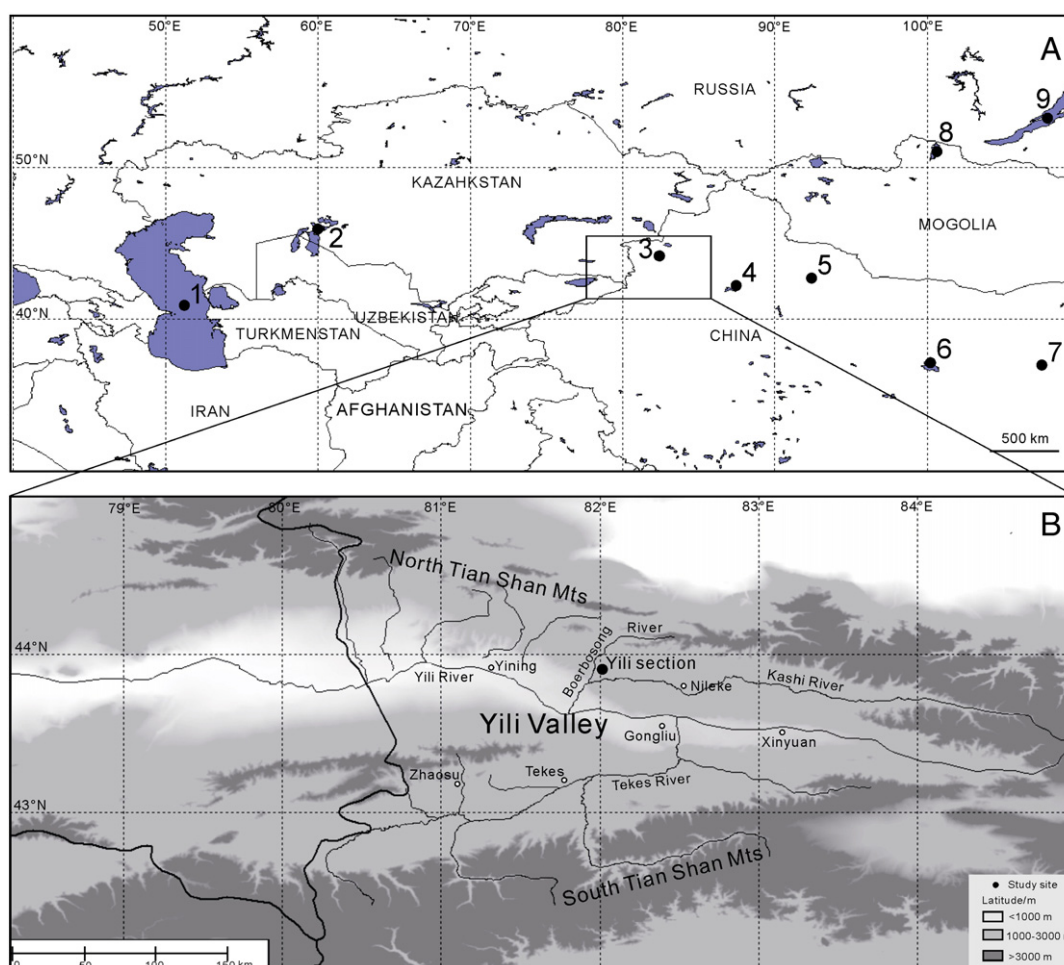 50°E
60°E
70°E
80°E
90°E
100°E
A
RUSSIA
9
8
50°N
KAZAHKSTAN
MOGOLIA
2
3
4
5
1
40°N
UZBEKISTAN
TURKMENSTAN
CHINA
6
7
IRAN
AFGHANISTAN
500 km
79°E
80°E
81°E
82°E
83°E
84°E
B
North Tian Shan Mts
44°N
Boerbosong
River
Yining
Yili section
Yili River
Nileke
Kashi River
Yili Valley
Gongliu
Xinyuan
Zhaosu
Tekes
Tekes River
43°N
South Tian Shan Mts
Study site
Latitude/m
<1000 m
1000-3000 m
>3000 m
0 50 100 150 km